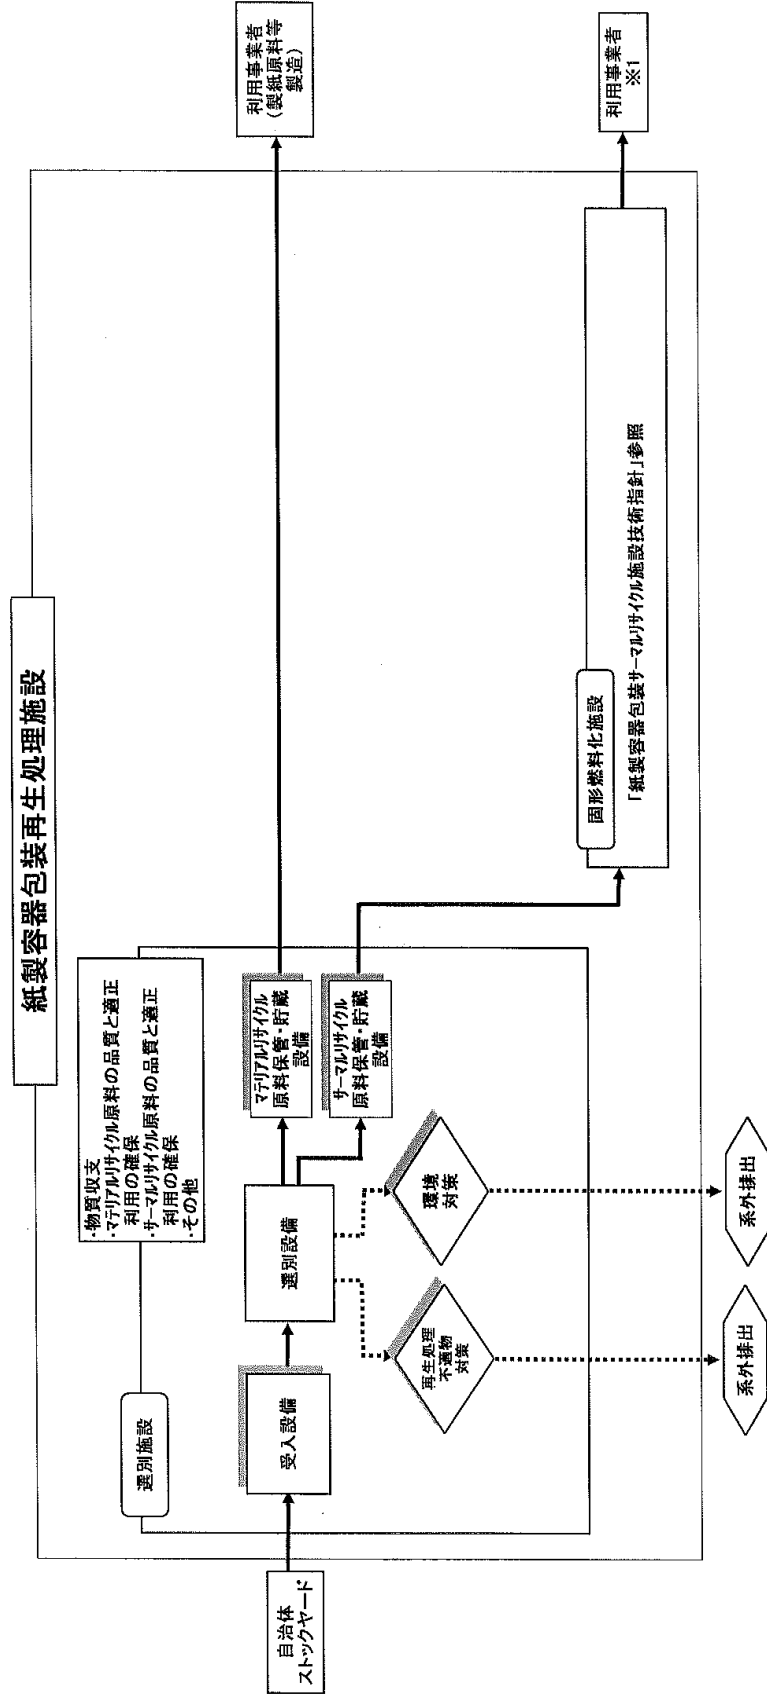 紙製容器包装再生処理施設
選別施設
・物質収支
・マテリアルリサイクル原料の品質と適正
利用の確保
・サーマルリサイクル原料の品質と適正
利用の確保
・その他
自治体
ストックヤード
受入設備
選別設備
マテリアルリサイクル
原料保管・貯蔵
設備
サーマルリサイクル
原料保管・貯蔵
設備
利用事業者
(製紙原料等
製造)
再生処理
不適物
対策
環境
対策
固形燃料化施設
「紙製容器包装サーマルリサイクル施設技術指針」参照
利用事業者
※1
系外排出
系外排出